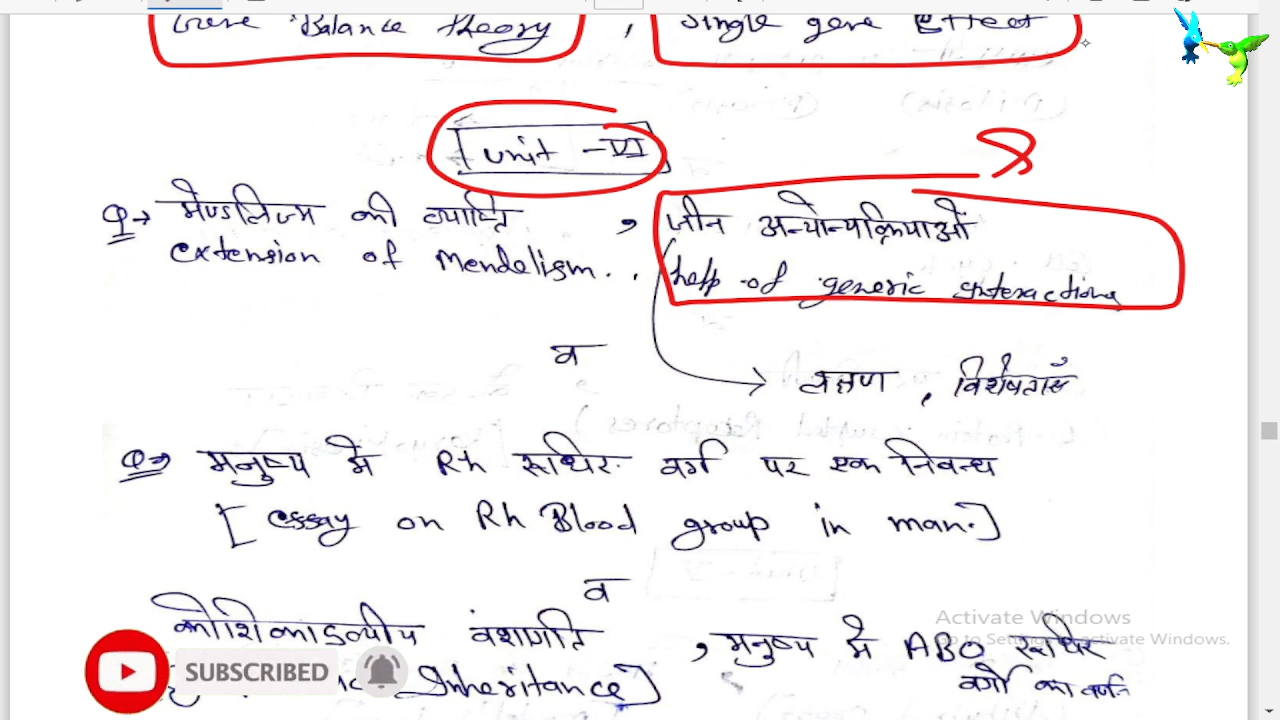 Gene Balance theory , Single gene Effect
Unit - VI
Q→ मेण्डलिज्म की व्याप्ति , जीन अन्योन्यक्रियाओं
extension of mendelism. , help of generic interactions
व
लक्षण , विशेषताएँ
Q⇒ मनुष्य में Rh रूधिर वर्ग पर एक निबन्ध
[essay on Rh Blood group in man.]
व
कोशिकाद्रव्यीय वंशागति , मनुष्य में ABO रूधिर
वर्गो का वर्णन
Inheritance]
Activate Windows
Go to Settings to activate Windows.
SUBSCRIBED